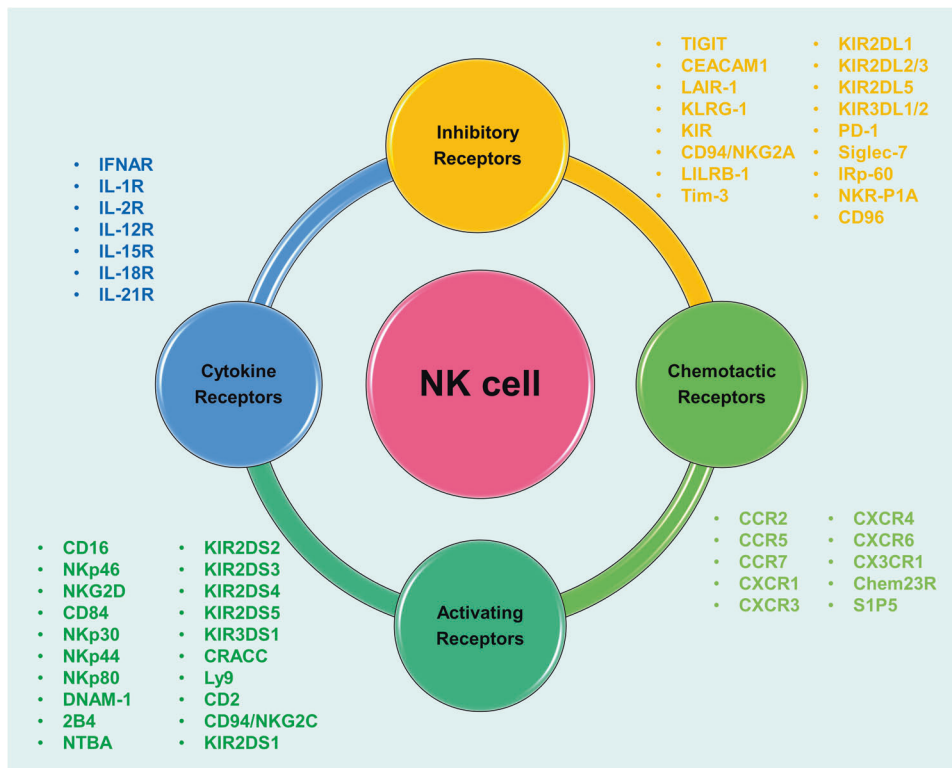 Inhibitory
Receptors
• TIGIT
• CEACAM1
• LAIR-1
• KLRG-1
• KIR
• CD94/NKG2A
• LILRB-1
• Tim-3
• KIR2DL1
• KIR2DL2/3
• KIR2DL5
• KIR3DL1/2
• PD-1
• Siglec-7
• IRp-60
• NKR-P1A
• CD96
• IFNAR
• IL-1R
• IL-2R
• IL-12R
• IL-15R
• IL-18R
• IL-21R
Cytokine
Receptors
NK cell
Chemotactic
Receptors
• CCR2
• CCR5
• CCR7
• CXCR1
• CXCR3
• CXCR4
• CXCR6
• CX3CR1
• Chem23R
• S1P5
Activating
Receptors
• CD16
• NKp46
• NKG2D
• CD84
• NKp30
• NKp44
• NKp80
• DNAM-1
• 2B4
• NTBA
• KIR2DS2
• KIR2DS3
• KIR2DS4
• KIR2DS5
• KIR3DS1
• CRACC
• Ly9
• CD2
• CD94/NKG2C
• KIR2DS1